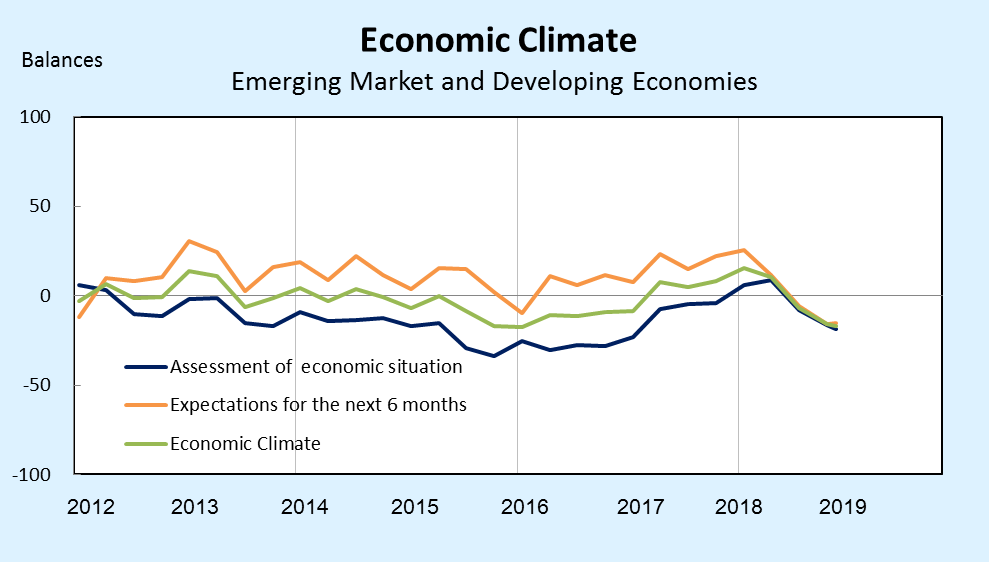 Economic Climate
Balances
Emerging Market and Developing Economies
100
50
0
-50
-100
Assessment of economic situation
Expectations for the next 6 months
Economic Climate
2012 2013 2014 2015 2016 2017 2018 2019